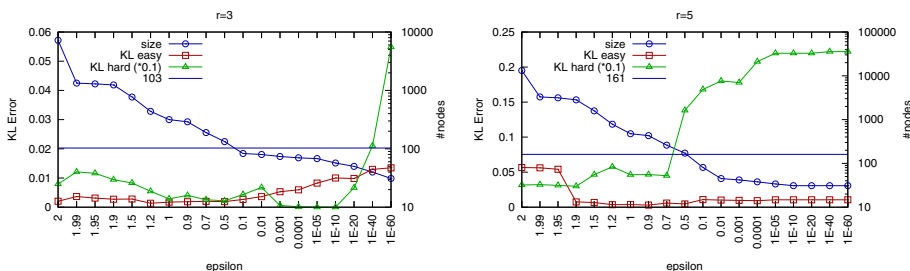 r=3
size
KL easy
KL hard (*0.1)
103
KL Error
0.06
0.05
0.04
0.03
0.02
0.01
0
10000
1000
100
10
#nodes
2
1.99
1.95
1.9
1.5
1.2
1
0.9
0.7
0.5
0.1
0.01
0.001
0.0001
1E-05
1E-10
1E-20
1E-40
1E-60
epsilon
r=5
size
KL easy
KL hard (*0.1)
161
KL Error
0.25
0.2
0.15
0.1
0.05
0
100000
10000
1000
100
10
#nodes
2
1.99
1.95
1.9
1.5
1.2
1
0.9
0.7
0.5
0.1
0.01
0.001
0.0001
1E-05
1E-10
1E-20
1E-40
1E-60
epsilon